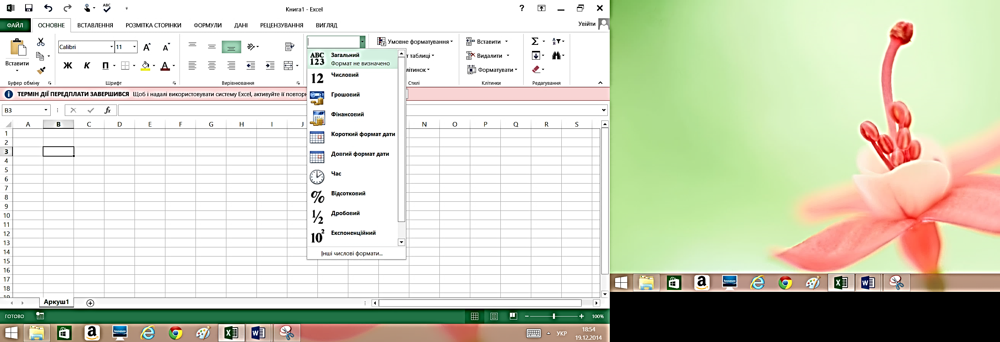 ABC
Книга1 - Excel
?
ФАЙЛ ОСНОВНЕ ВСТАВЛЕННЯ РОЗМІТКА СТОРІНКИ ФОРМУЛИ ДАНІ РЕЦЕНЗУВАННЯ ВИГЛЯД Увійти
Вставити
Calibri 11
Ж К П А
Умовне форматування
т таблиці
літинок
Вставити
Видалити
Форматувати
Буфер обміну Шрифт Вирівнювання Стилі Клітинки Редагування
ТЕРМІН ДІЇ ПЕРЕДПЛАТИ ЗАВЕРШИВСЯ Щоб і надалі використовувати систему Excel, активуйте її повторн
B3 fx
ABC 123 Загальний
Формат не визначено
12 Числовий
Грошовий
Фінансовий
Короткий формат дати
Довгий формат дати
Час
% Відсотковий
½ Дробовий
10² Експоненційний
Інші числові формати...
A B C D E F G H I J N O P Q R S
1
2
3
4
5
6
7
8
9
10
11
12
13
14
15
16
17
18
19
Аркуш1
ГОТОВО 100%
УКР 18:54
19.12.2014